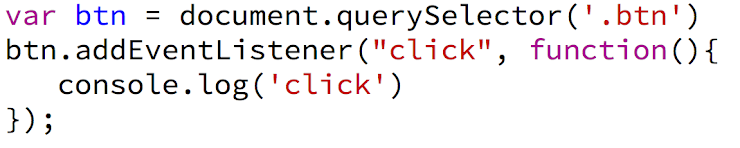 var btn = document.querySelector('.btn')
btn.addEventListener("click", function(){
   console.log('click')
});